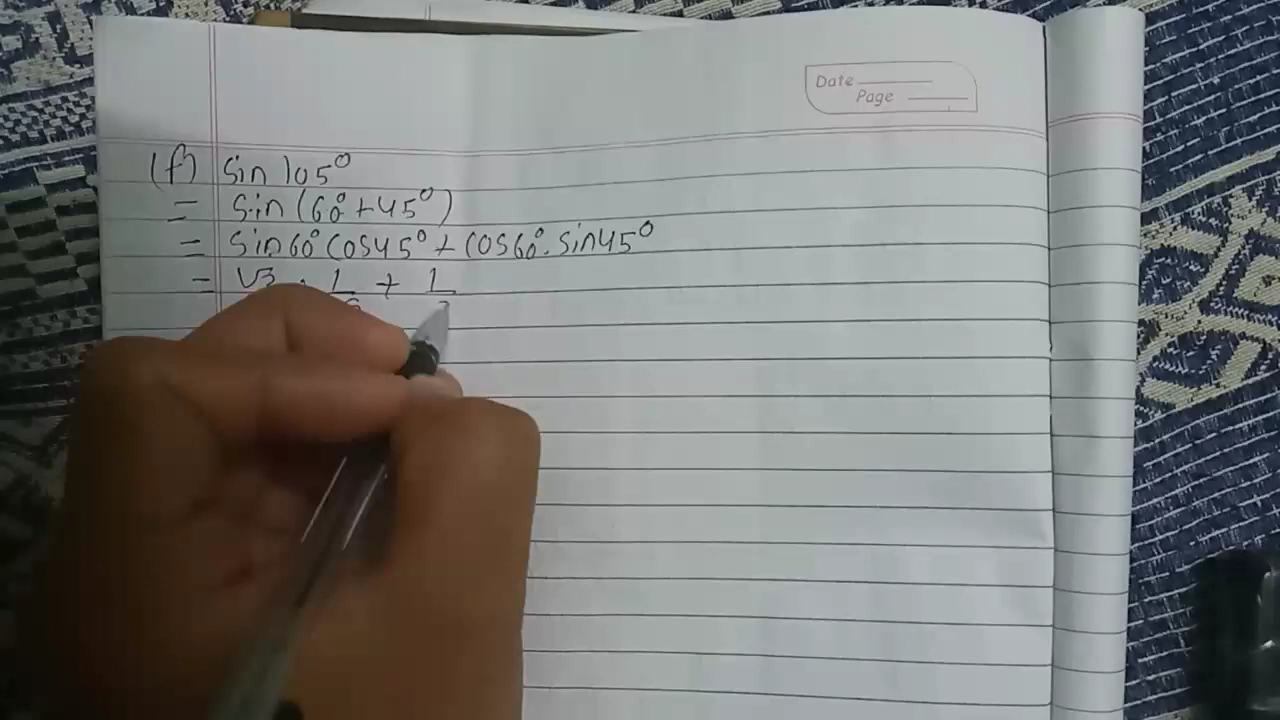 Date
Page
(f) Sin 105°
= Sin (60° + 45°)
= Sin60° Cos45° + Cos60°. Sin45°
= √3 . 1 + 1